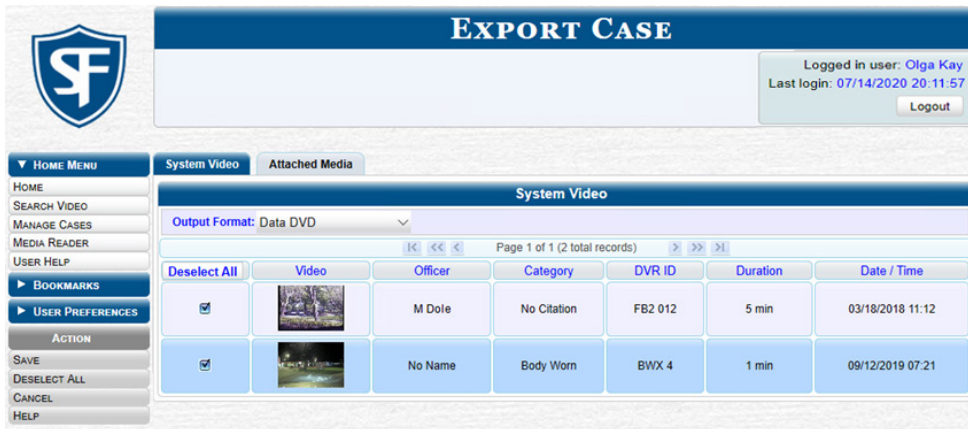 EXPORT CASE
SF
Logged in user: Olga Kay
Last login: 07/14/2020 20:11:57
Logout
▼ HOME MENU
HOME
SEARCH VIDEO
MANAGE CASES
MEDIA READER
USER HELP
► BOOKMARKS
► USER PREFERENCES
ACTION
SAVE
DESELECT ALL
CANCEL
HELP
System Video Attached Media
System Video
Output Format: Data DVD
Page 1 of 1 (2 total records)
Deselect All Video Officer Category DVR ID Duration Date / Time
M Dole No Citation FB2 012 5 min 03/18/2018 11:12
No Name Body Worn BWX 4 1 min 09/12/2019 07:21